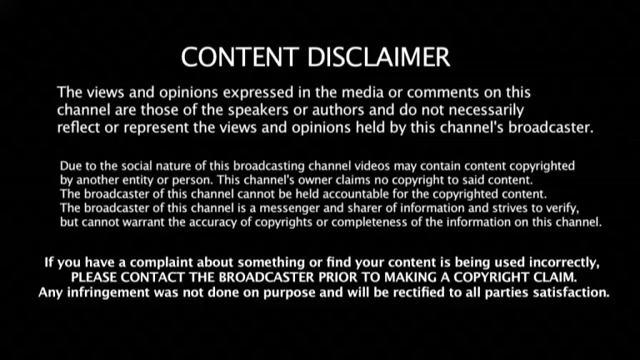 CONTENT DISCLAIMER
The views and opinions expressed in the media or comments on this
channel are those of the speakers or authors and do not necessarily
reflect or represent the views and opinions held by this channel's broadcaster.
Due to the social nature of this broadcasting channel videos may contain content copyrighted
by another entity or person. This channel's owner claims no copyright to said content.
The broadcaster of this channel cannot be held accountable for the copyrighted content.
The broadcaster of this channel is a messenger and sharer of information and strives to verify,
but cannot warrant the accuracy of copyrights or completeness of the information on this channel.
If you have a complaint about something or find your content is being used incorrectly,
PLEASE CONTACT THE BROADCASTER PRIOR TO MAKING A COPYRIGHT CLAIM.
Any infringement was not done on purpose and will be rectified to all parties satisfaction.